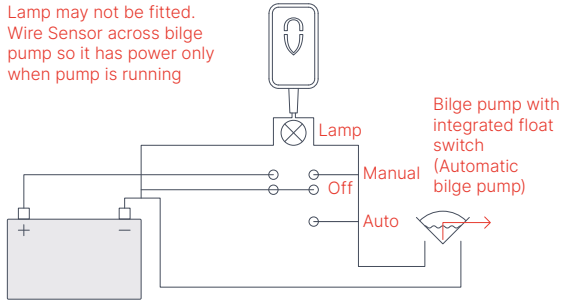 Lamp may not be fitted.
Wire Sensor across bilge
pump so it has power only
when pump is running
Lamp
Bilge pump with
integrated float
switch
(Automatic
bilge pump)
Manual
Off
Auto
+ −